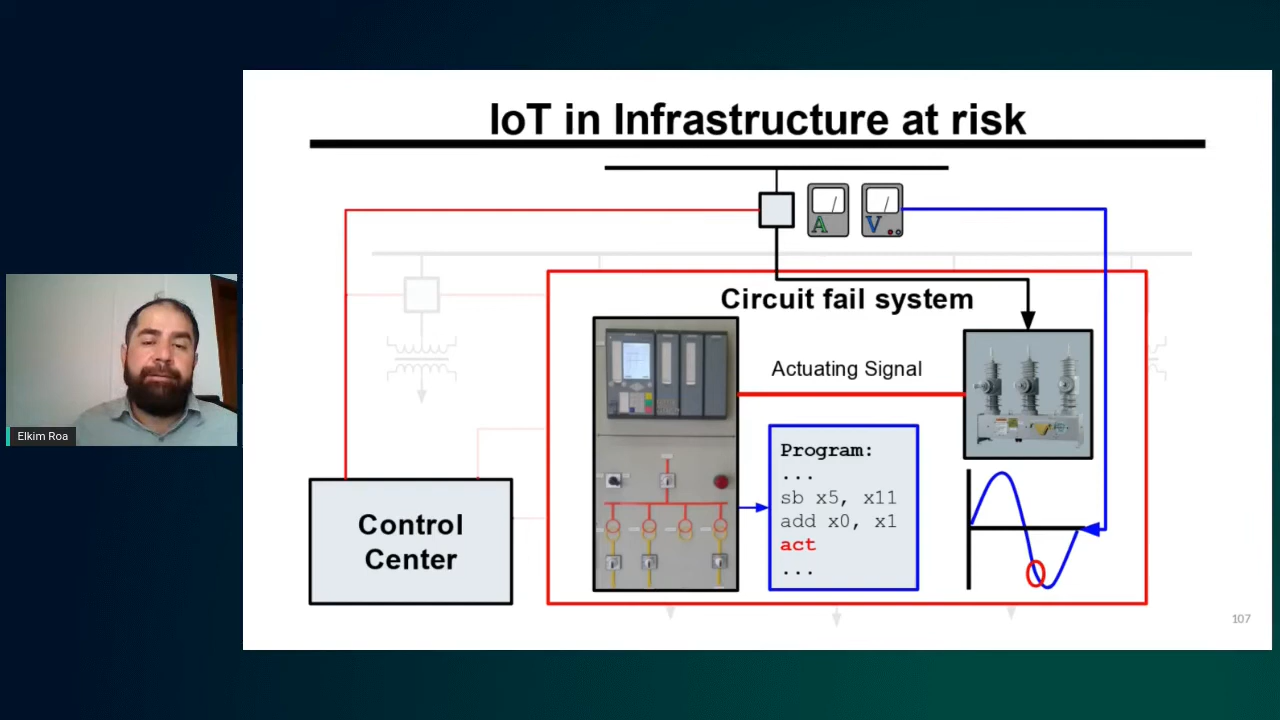 IoT in Infrastructure at risk
A
V
Circuit fail system
Actuating Signal
Program:
...
sb x5, x11
add x0, x1
act
...
Control
Center
Elkim Roa
107